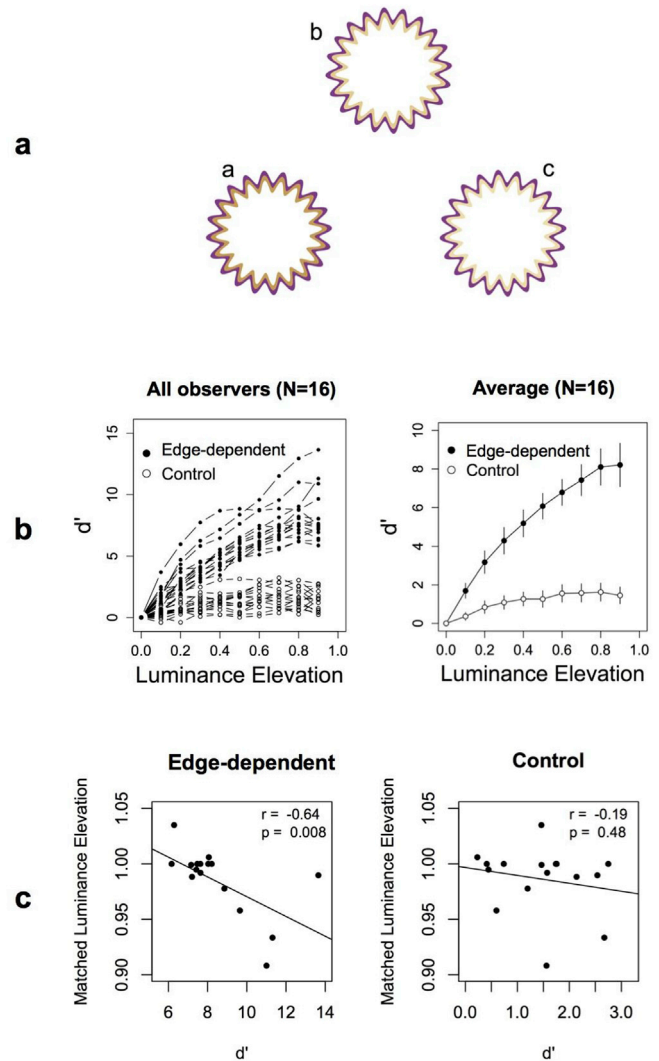 b
a
a
c
All observers (N=16)
Average (N=16)
b
15
10
5
0
d'
Edge-dependent
Control
0.0 0.2 0.4 0.6 0.8 1.0
Luminance Elevation
10
8
6
4
2
0
d'
Edge-dependent
Control
0.0 0.2 0.4 0.6 0.8 1.0
Luminance Elevation
c
Edge-dependent
Matched Luminance Elevation
1.05
1.00
0.95
0.90
r = -0.64
p = 0.008
6 8 10 12 14
d'
Control
Matched Luminance Elevation
1.05
1.00
0.95
0.90
r = -0.19
p = 0.48
0.0 1.0 2.0 3.0
d'